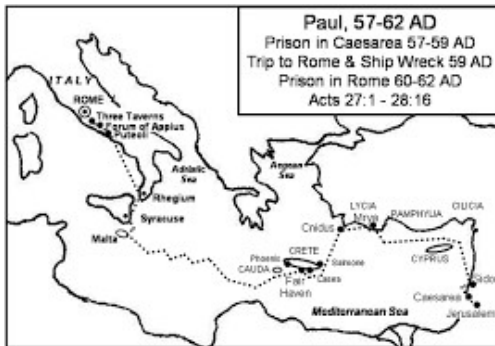 Paul, 57-62 AD
Prison in Caesarea 57-59 AD
Trip to Rome & Ship Wreck 59 AD
Prison in Rome 60-62 AD
Acts 27:1 - 28:16
ITALY
ROME
Three Taverns
Forum of Appius
Puteoli
Adriatic
Sea
Aegean
Sea
Rhegium
Syracuse
Malta
LYCIA
Myra
PAMPHYLIA
CILICIA
Cnidus
CRETE
Phoenix
Salmone
CAUDA
Fair
Haven
CYPRUS
Sido
Caesarea
Jerusalem
Mediterranean Sea